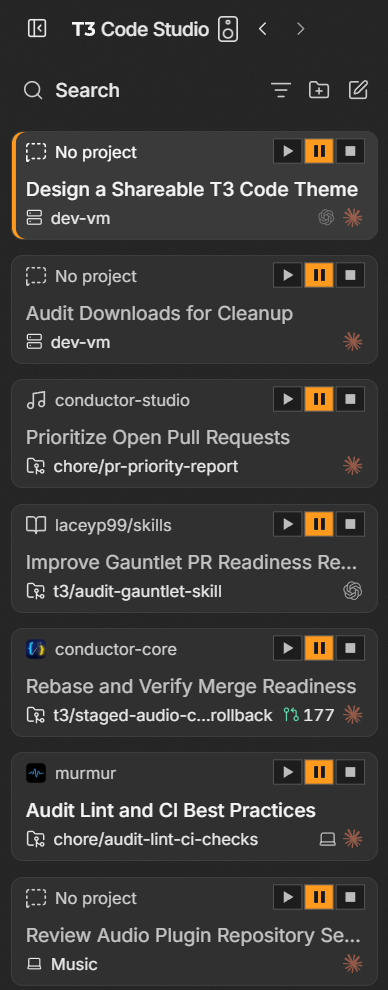 T3 Code Studio
Search
No project
Design a Shareable T3 Code Theme
dev-vm
No project
Audit Downloads for Cleanup
dev-vm
conductor-studio
Prioritize Open Pull Requests
chore/pr-priority-report
laceyp99/skills
Improve Gauntlet PR Readiness Re...
t3/audit-gauntlet-skill
conductor-core
Rebase and Verify Merge Readiness
t3/staged-audio-c...rollback 177
murmur
Audit Lint and CI Best Practices
chore/audit-lint-ci-checks
No project
Review Audio Plugin Repository Se...
Music